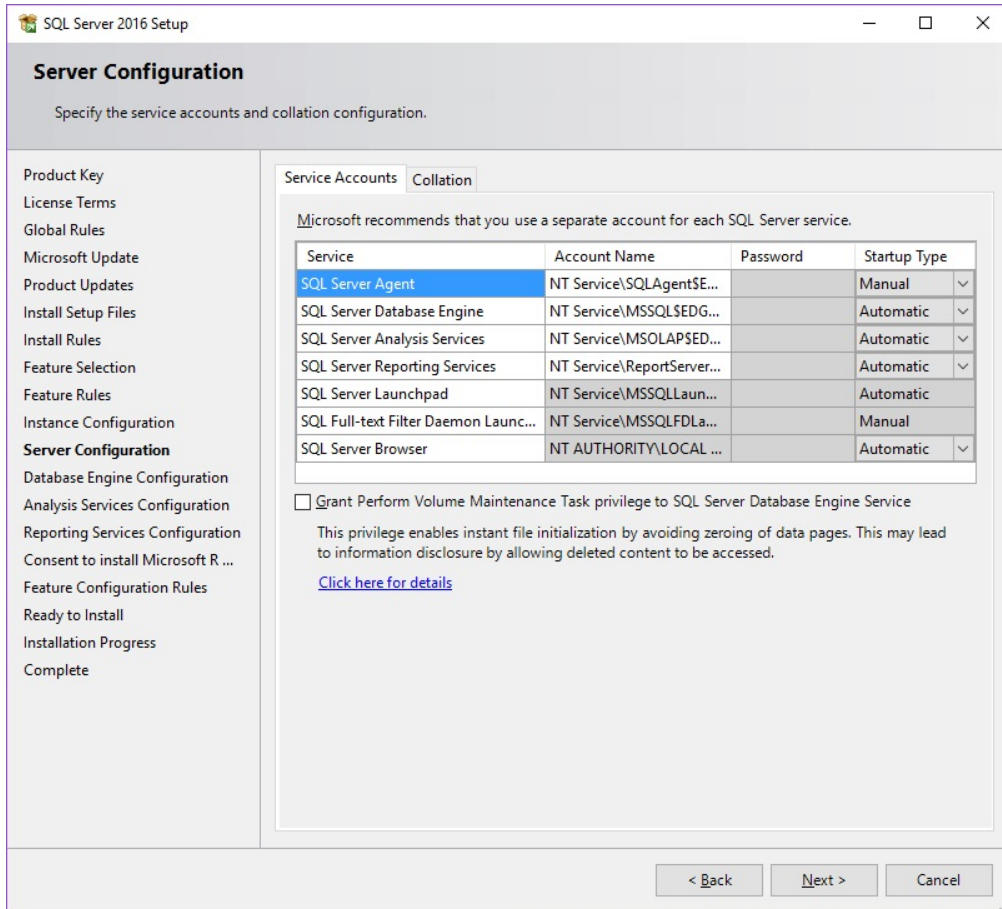 SQL Server 2016 Setup
Server Configuration
Specify the service accounts and collation configuration.
Product Key
License Terms
Global Rules
Microsoft Update
Product Updates
Install Setup Files
Install Rules
Feature Selection
Feature Rules
Instance Configuration
Server Configuration
Database Engine Configuration
Analysis Services Configuration
Reporting Services Configuration
Consent to install Microsoft R ...
Feature Configuration Rules
Ready to Install
Installation Progress
Complete
Service Accounts Collation
Microsoft recommends that you use a separate account for each SQL Server service.
Service Account Name Password Startup Type
SQL Server Agent NT Service\SQLAgent$E... Manual
SQL Server Database Engine NT Service\MSSQL$EDG... Automatic
SQL Server Analysis Services NT Service\MSOLAP$ED... Automatic
SQL Server Reporting Services NT Service\ReportServer... Automatic
SQL Server Launchpad NT Service\MSSQLLaun... Automatic
SQL Full-text Filter Daemon Launc... NT Service\MSSQLFDLa... Manual
SQL Server Browser NT AUTHORITY\LOCAL ... Automatic
Grant Perform Volume Maintenance Task privilege to SQL Server Database Engine Service
This privilege enables instant file initialization by avoiding zeroing of data pages. This may lead
to information disclosure by allowing deleted content to be accessed.
Click here for details
< Back Next > Cancel